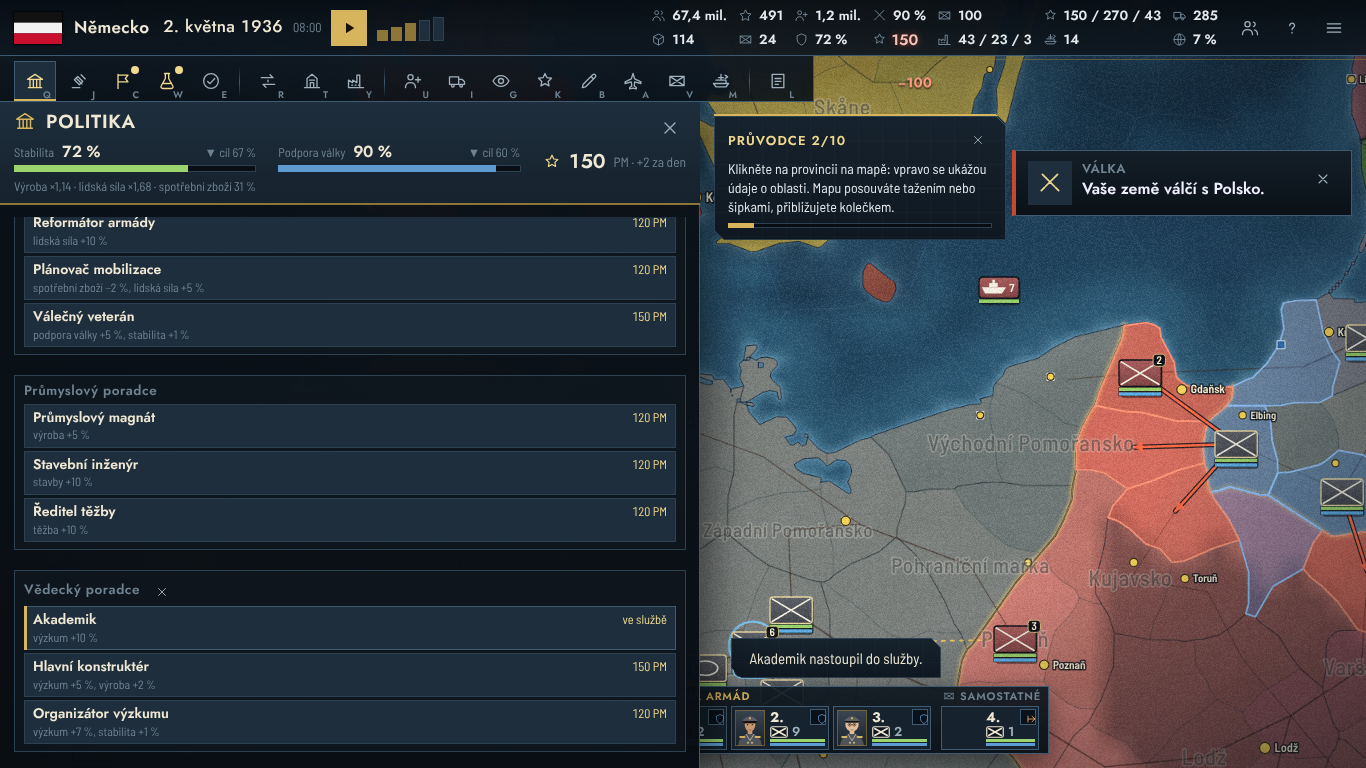 Německo 2. května 1936 08:00
67,4 mil. 491 1,2 mil. 90 % 100 150 / 270 / 43 285
114 24 72 % 150 43 / 23 / 3 14 7 %
Q J C W E R T Y U I G K B A V M L
POLITIKA
Stabilita 72 % ▼ cíl 67 %
Podpora války 90 % ▼ cíl 60 %
150 PM · +2 za den
Výroba ×1,14 · lidská síla ×1,68 · spotřební zboží 31 %
Reformátor armády 120 PM
lidská síla +10 %
Plánovač mobilizace 120 PM
spotřební zboží −2 %, lidská síla +5 %
Válečný veterán 150 PM
podpora války +5 %, stabilita +1 %
Průmyslový poradce
Průmyslový magnát 120 PM
výroba +5 %
Stavební inženýr 120 PM
stavby +10 %
Ředitel těžby 120 PM
těžba +10 %
Vědecký poradce
Akademik ve službě
výzkum +10 %
Hlavní konstruktér 150 PM
výzkum +5 %, výroba +2 %
Organizátor výzkumu 120 PM
výzkum +7 %, stabilita +1 %
−100
Skåne
PRŮVODCE 2/10
Klikněte na provincii na mapě: vpravo se ukážou
údaje o oblasti. Mapu posouváte tažením nebo
šipkami, přibližujete kolečkem.
VÁLKA
Vaše země válčí s Polsko.
7
2
Gdaňsk
Elbing
Východní Pomořansko
Západní Pomořansko
Pohraniční marka
Kujavsko
Toruň
3
6
Poznaň
Akademik nastoupil do služby.
ARMÁD
SAMOSTATNÉ
2
2.
9
3.
2
4.
1
Lodž
Lodž